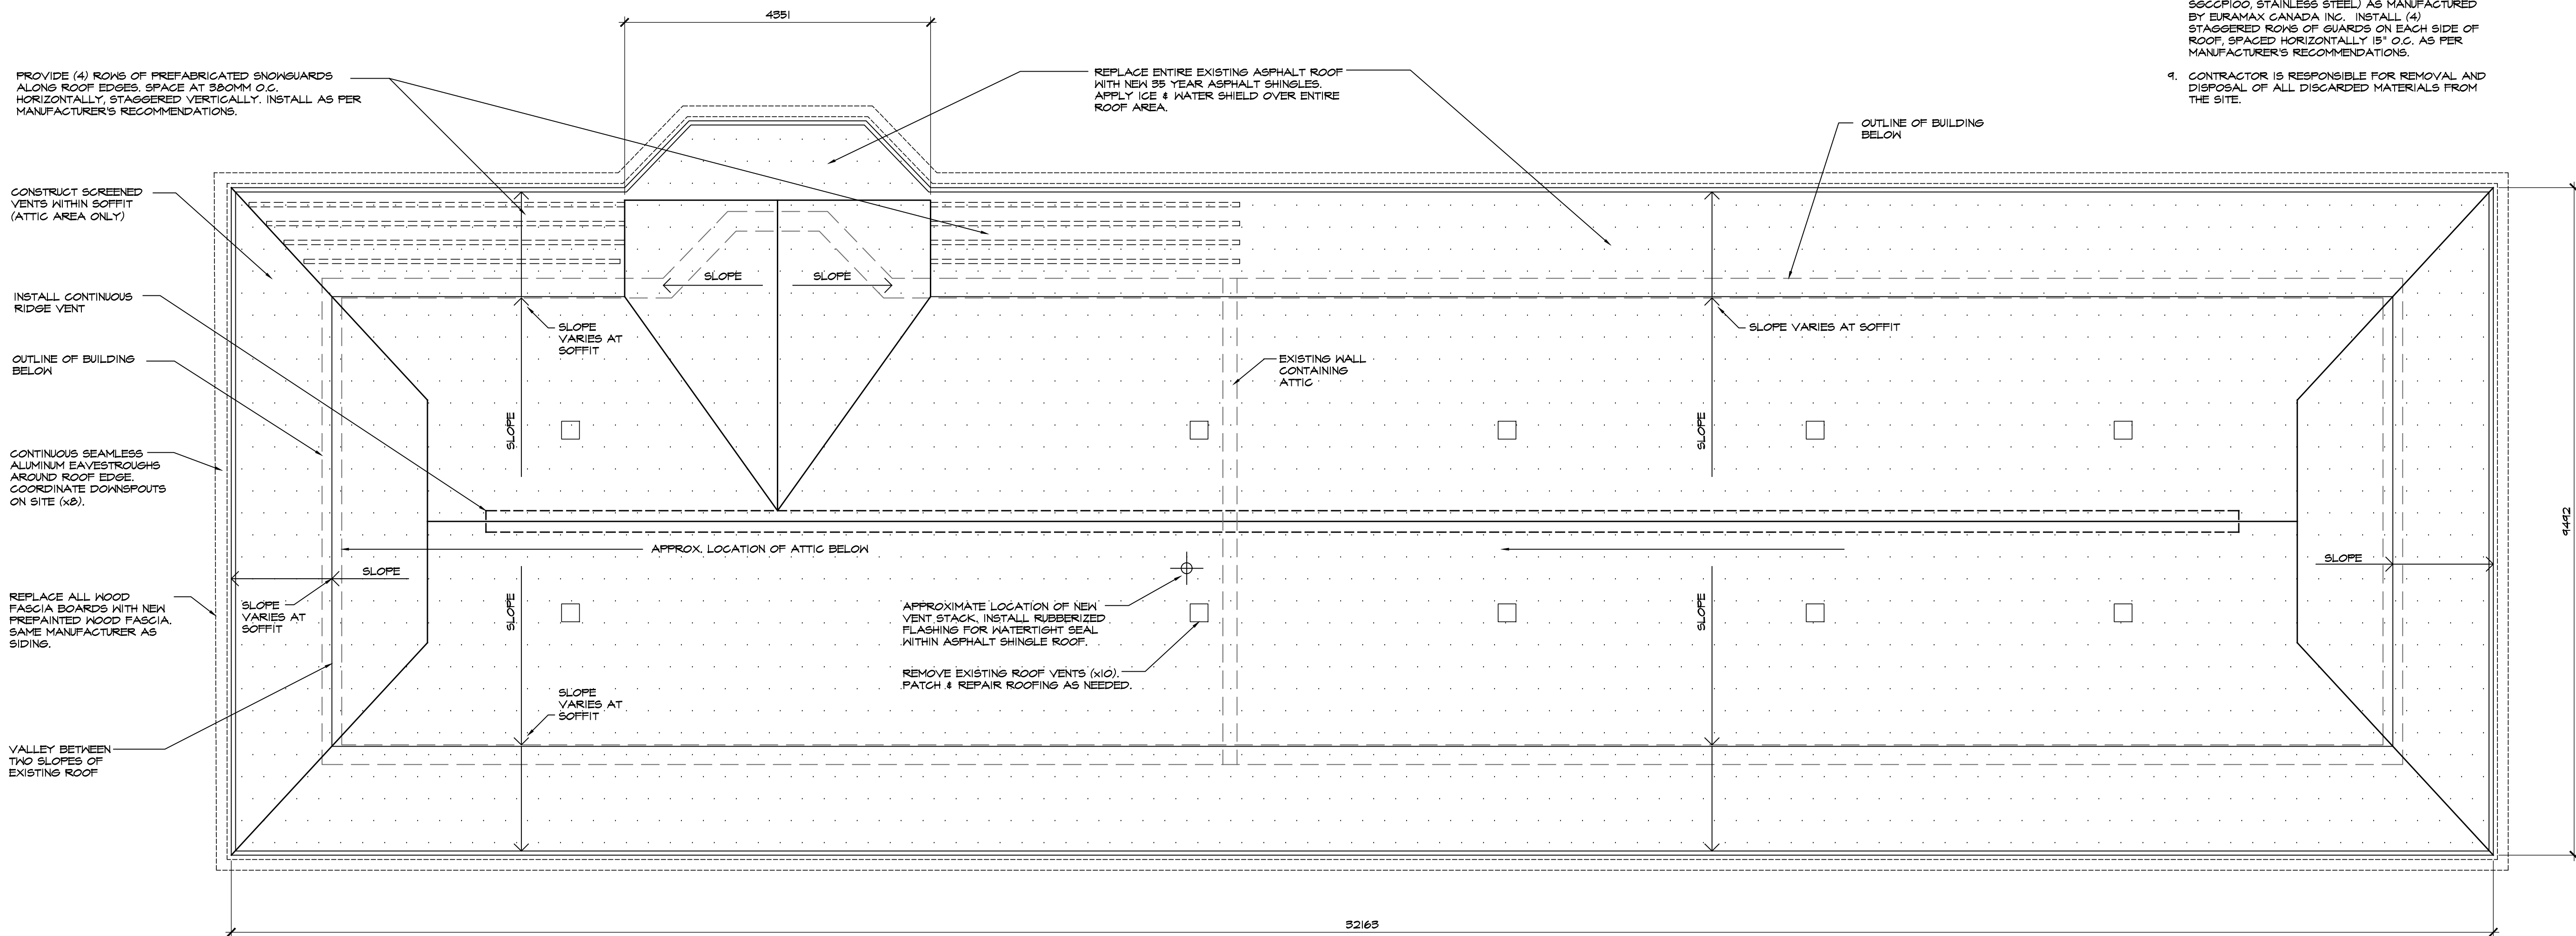 4351
SGCCP100, STAINLESS STEEL) AS MANUFACTURED
BY EURAMAX CANADA INC. INSTALL (4)
STAGGERED ROWS OF GUARDS ON EACH SIDE OF
ROOF, SPACED HORIZONTALLY 15" O.C. AS PER
MANUFACTURER'S RECOMMENDATIONS.
9. CONTRACTOR IS RESPONSIBLE FOR REMOVAL AND
DISPOSAL OF ALL DISCARDED MATERIALS FROM
THE SITE.
PROVIDE (4) ROWS OF PREFABRICATED SNOWGUARDS
ALONG ROOF EDGES. SPACE AT 380MM O.C.
HORIZONTALLY, STAGGERED VERTICALLY. INSTALL AS PER
MANUFACTURER'S RECOMMENDATIONS.
REPLACE ENTIRE EXISTING ASPHALT ROOF
WITH NEW 35 YEAR ASPHALT SHINGLES.
APPLY ICE & WATER SHIELD OVER ENTIRE
ROOF AREA.
OUTLINE OF BUILDING
BELOW
CONSTRUCT SCREENED
VENTS WITHIN SOFFIT
(ATTIC AREA ONLY)
SLOPE
SLOPE
INSTALL CONTINUOUS
RIDGE VENT
SLOPE
VARIES AT
SOFFIT
SLOPE VARIES AT SOFFIT
OUTLINE OF BUILDING
BELOW
EXISTING WALL
CONTAINING
ATTIC
SLOPE
SLOPE
CONTINUOUS SEAMLESS
ALUMINUM EAVESTROUGHS
AROUND ROOF EDGE.
COORDINATE DOWNSPOUTS
ON SITE (x8).
9492
APPROX. LOCATION OF ATTIC BELOW
SLOPE
SLOPE
REPLACE ALL WOOD
FASCIA BOARDS WITH NEW
PREPAINTED WOOD FASCIA.
SAME MANUFACTURER AS
SIDING.
SLOPE
VARIES AT
SOFFIT
SLOPE
SLOPE
APPROXIMATE LOCATION OF NEW
VENT STACK. INSTALL RUBBERIZED
FLASHING FOR WATERTIGHT SEAL
WITHIN ASPHALT SHINGLE ROOF.
REMOVE EXISTING ROOF VENTS (x10).
PATCH & REPAIR ROOFING AS NEEDED.
SLOPE
VARIES AT
SOFFIT
VALLEY BETWEEN
TWO SLOPES OF
EXISTING ROOF
32163